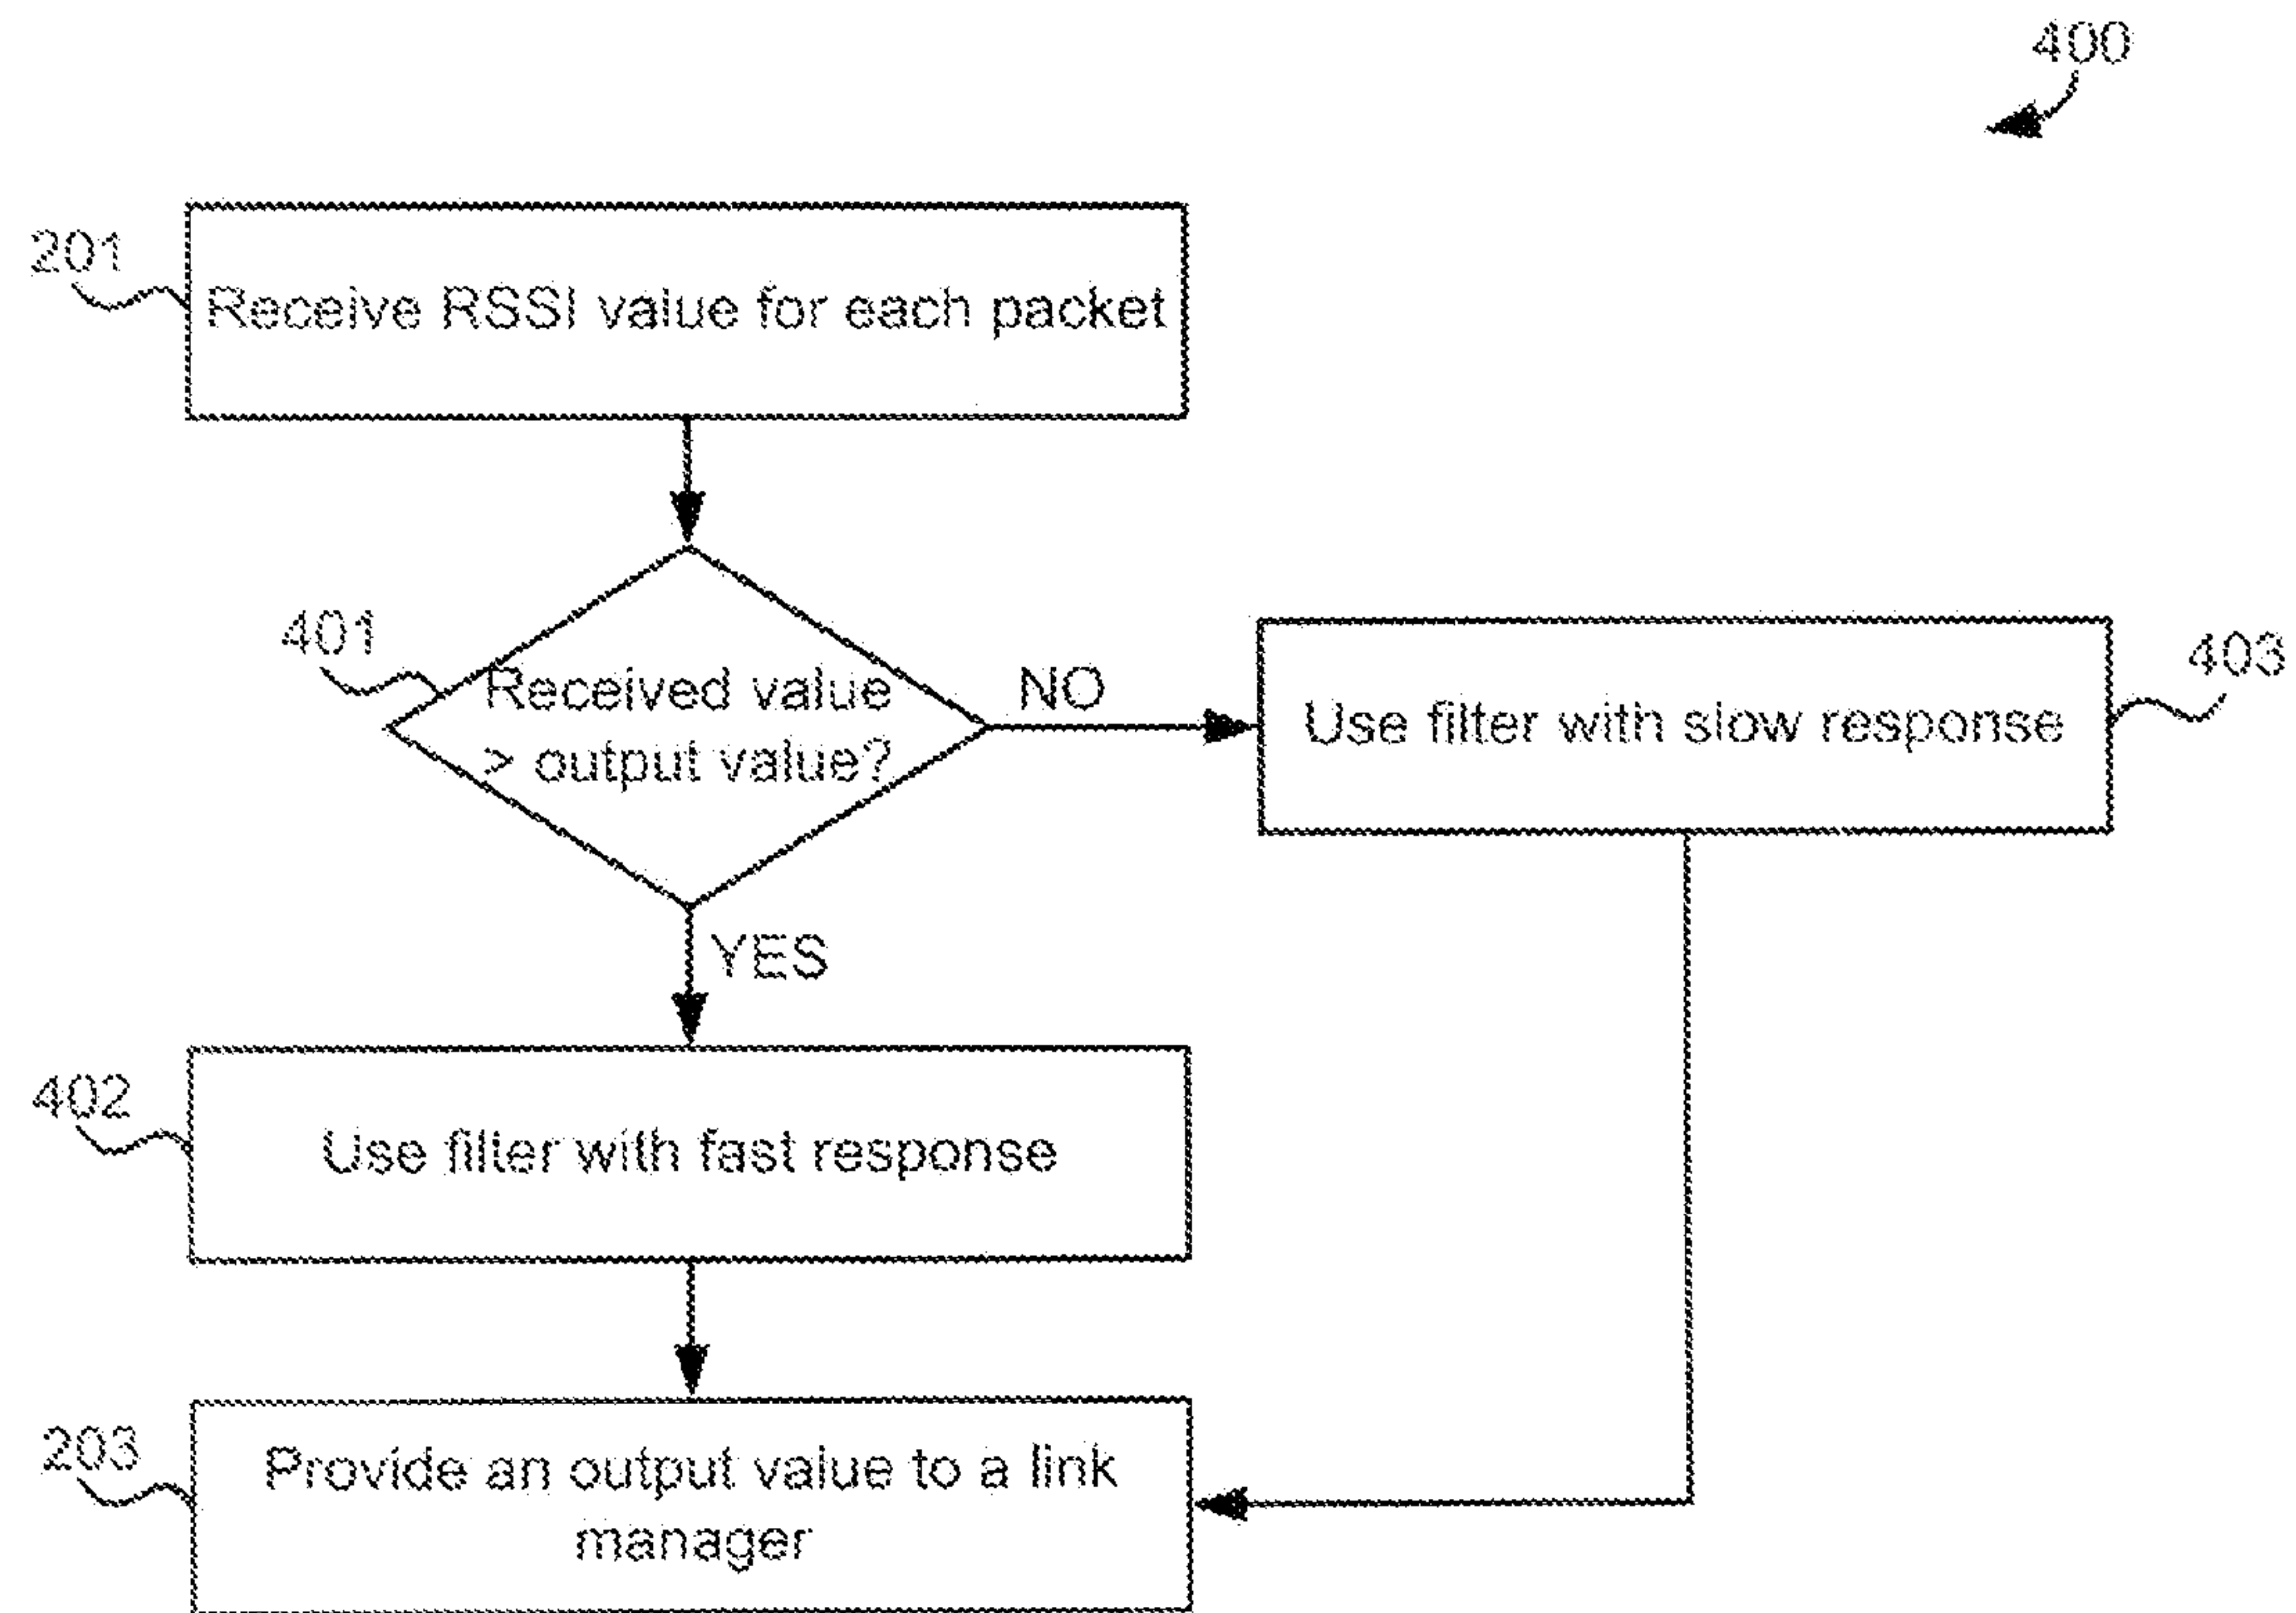 400
201
Receive RSSI value for each packet
401
Received value
> output value?
NO
Use filter with slow response
403
YES
402
Use filter with fast response
203
Provide an output value to a link
manager